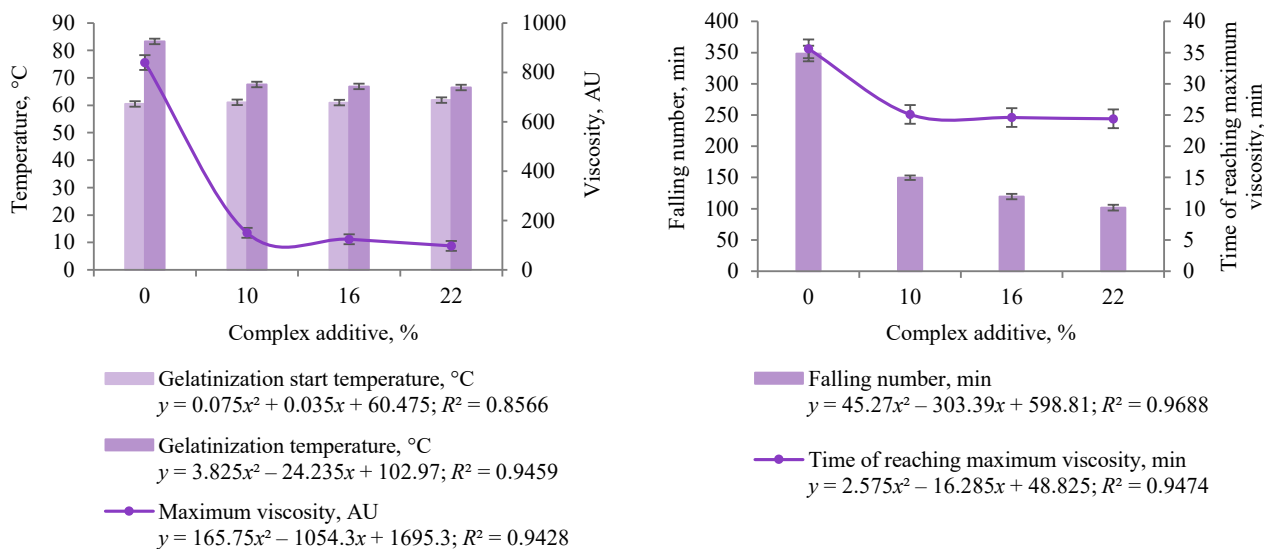 90
80
70
60
50
40
30
20
10
0
Temperature, °C
1000
800
600
400
200
0
Viscosity, AU
0 10 16 22
Complex additive, %
Gelatinization start temperature, °C
y = 0.075x² + 0.035x + 60.475; R² = 0.8566
Gelatinization temperature, °C
y = 3.825x² – 24.235x + 102.97; R² = 0.9459
Maximum viscosity, AU
y = 165.75x² – 1054.3x + 1695.3; R² = 0.9428
400
350
300
250
200
150
100
50
0
Falling number, min
40
35
30
25
20
15
10
5
0
Time of reaching maximum
viscosity, min
0 10 16 22
Complex additive, %
Falling number, min
y = 45.27x² – 303.39x + 598.81; R² = 0.9688
Time of reaching maximum viscosity, min
y = 2.575x² – 16.285x + 48.825; R² = 0.9474